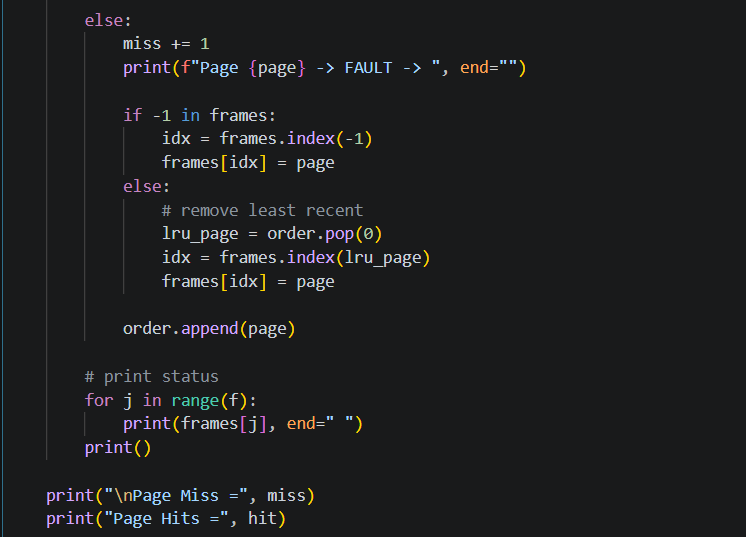 else:
miss += 1
print(f"Page {page} -> FAULT -> ", end="")
if -1 in frames:
idx = frames.index(-1)
frames[idx] = page
else:
# remove least recent
lru_page = order.pop(0)
idx = frames.index(lru_page)
frames[idx] = page
order.append(page)
# print status
for j in range(f):
print(frames[j], end=" ")
print()
print("\nPage Miss =", miss)
print("Page Hits =", hit)